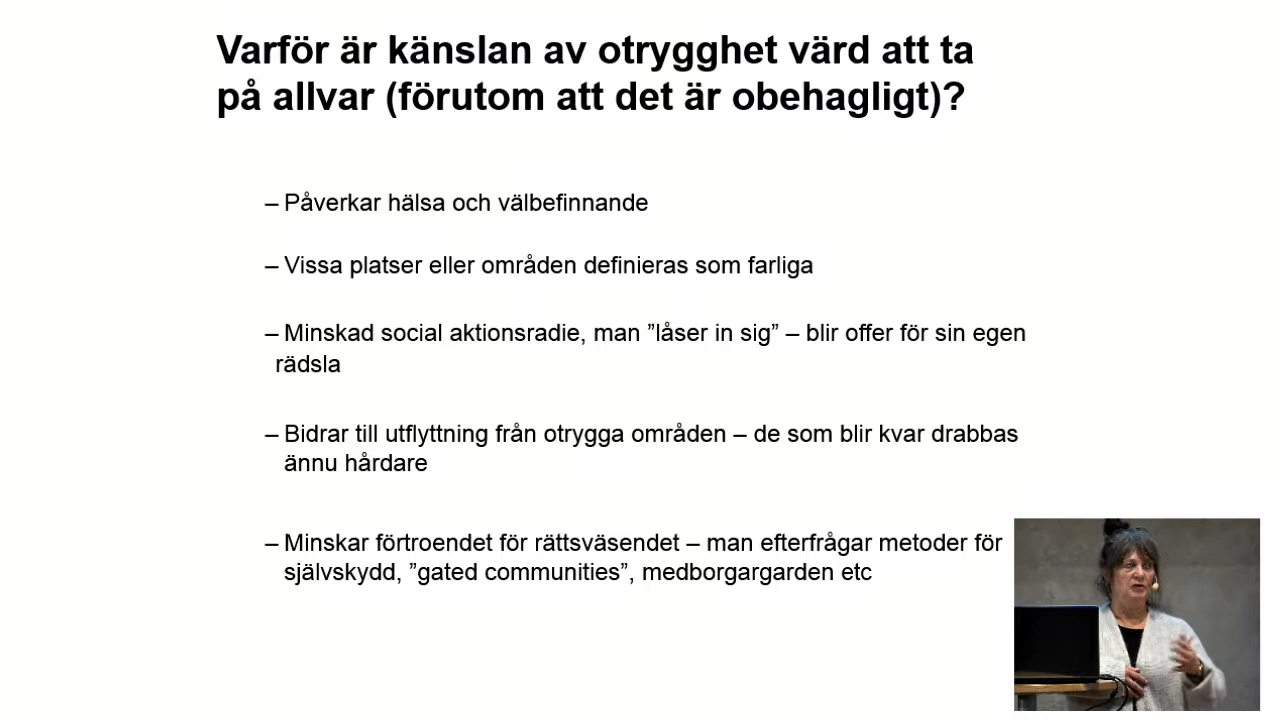 Varför är känslan av otrygghet värd att ta
på allvar (förutom att det är obehagligt)?
– Påverkar hälsa och välbefinnande
– Vissa platser eller områden definieras som farliga
– Minskad social aktionsradie, man ”låser in sig” – blir offer för sin egen
rädsla
– Bidrar till utflyttning från otrygga områden – de som blir kvar drabbas
ännu hårdare
– Minskar förtroendet för rättsväsendet – man efterfrågar metoder för
självskydd, ”gated communities”, medborgargarden etc